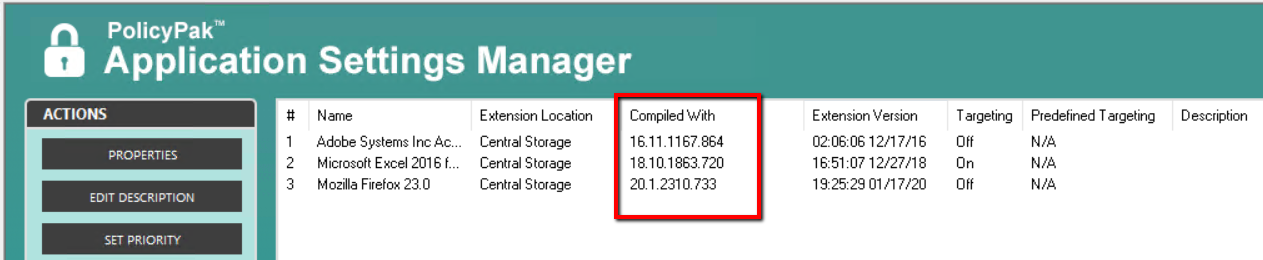 PolicyPak™
Application Settings Manager
ACTIONS
# Name Extension Location Compiled With Extension Version Targeting Predefined Targeting Description
1 Adobe Systems Inc Ac... Central Storage 16.11.1167.864 02:06:06 12/17/16 Off N/A
PROPERTIES
2 Microsoft Excel 2016 f... Central Storage 18.10.1863.720 16:51:07 12/27/18 On N/A
3 Mozilla Firefox 23.0 Central Storage 20.1.2310.733 19:25:29 01/17/20 Off N/A
EDIT DESCRIPTION
SET PRIORITY